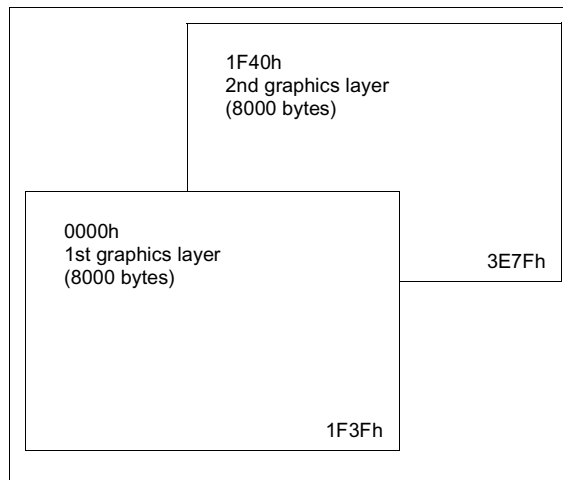 1F40h
2nd graphics layer
(8000 bytes)
3E7Fh
0000h
1st graphics layer
(8000 bytes)
1F3Fh